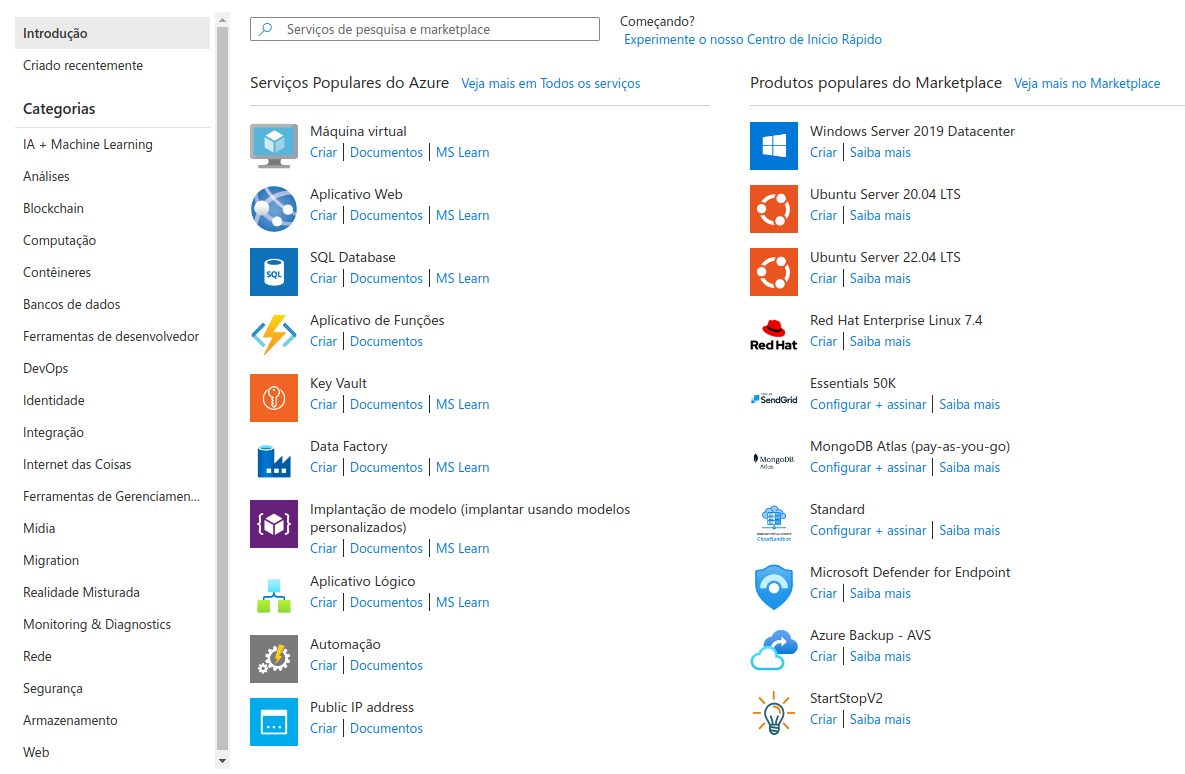 Introdução
Criado recentemente
Categorias
IA + Machine Learning
Análises
Blockchain
Computação
Contêineres
Bancos de dados
Ferramentas de desenvolvedor
DevOps
Identidade
Integração
Internet das Coisas
Ferramentas de Gerenciamen...
Mídia
Migration
Realidade Misturada
Monitoring & Diagnostics
Rede
Segurança
Armazenamento
Web
Serviços de pesquisa e marketplace
Começando?
Experimente o nosso Centro de Início Rápido
Serviços Populares do Azure Veja mais em Todos os serviços
Máquina virtual
Criar | Documentos | MS Learn
Aplicativo Web
Criar | Documentos | MS Learn
SQL
SQL Database
Criar | Documentos | MS Learn
Aplicativo de Funções
Criar | Documentos
Key Vault
Criar | Documentos | MS Learn
Data Factory
Criar | Documentos | MS Learn
Implantação de modelo (implantar usando modelos
personalizados)
Criar | Documentos | MS Learn
Aplicativo Lógico
Criar | Documentos | MS Learn
Automação
Criar | Documentos
Public IP address
Criar | Documentos
Produtos populares do Marketplace Veja mais no Marketplace
Windows Server 2019 Datacenter
Criar | Saiba mais
Ubuntu Server 20.04 LTS
Criar | Saiba mais
Ubuntu Server 22.04 LTS
Criar | Saiba mais
Red Hat
Red Hat Enterprise Linux 7.4
Criar | Saiba mais
SendGrid
Essentials 50K
Configurar + assinar | Saiba mais
MongoDB.
Atlas
MongoDB Atlas (pay-as-you-go)
Configurar + assinar | Saiba mais
CloudSandbox
Standard
Configurar + assinar | Saiba mais
Microsoft Defender for Endpoint
Criar | Saiba mais
Azure Backup - AVS
Criar | Saiba mais
StartStopV2
Criar | Saiba mais